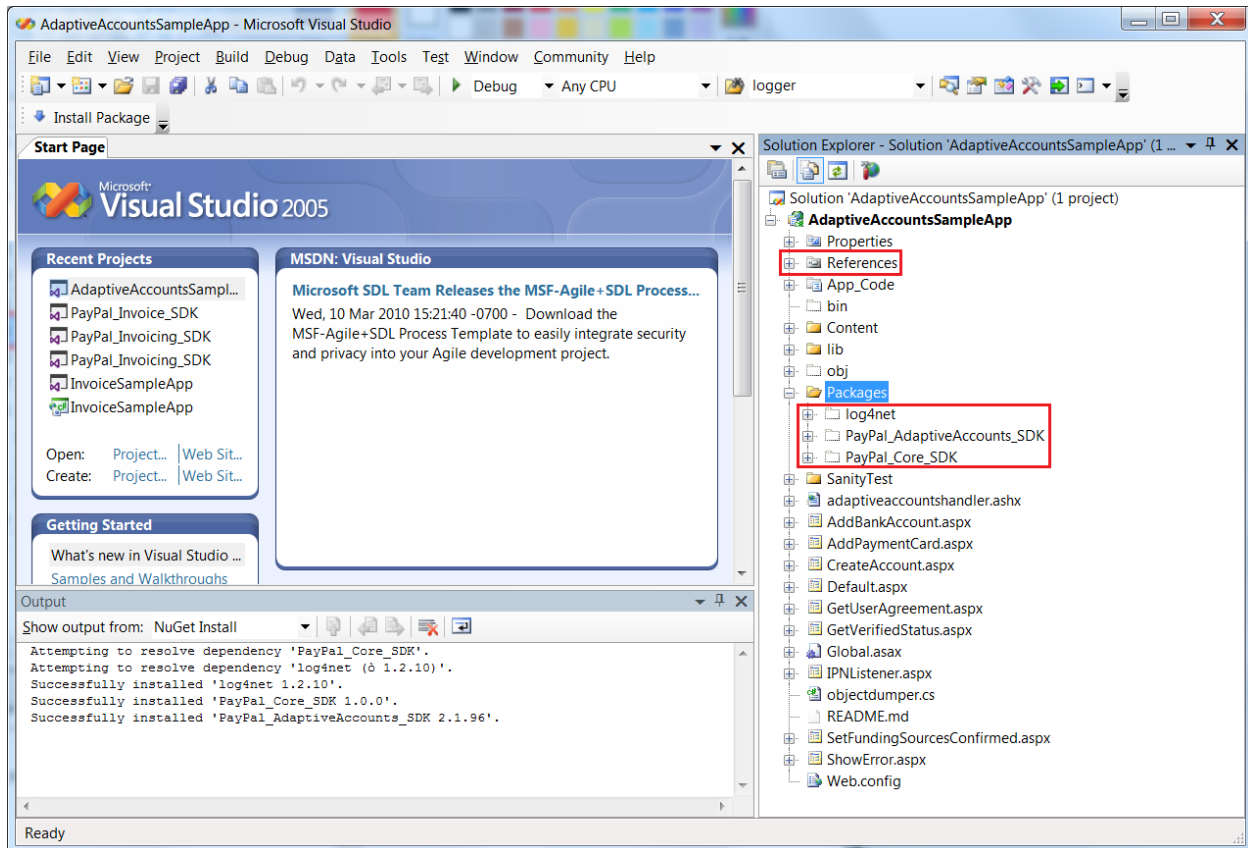 AdaptiveAccountsSampleApp - Microsoft Visual Studio
File Edit View Project Build Debug Data Tools Test Window Community Help
Debug Any CPU logger
Install Package
Start Page
Microsoft
Visual Studio 2005
Recent Projects
AdaptiveAccountsSampl...
PayPal_Invoice_SDK
PayPal_Invoicing_SDK
PayPal_Invoicing_SDK
InvoiceSampleApp
InvoiceSampleApp
Open: Project... Web Sit...
Create: Project... Web Sit...
Getting Started
What's new in Visual Studio ...
Samples and Walkthroughs
MSDN: Visual Studio
Microsoft SDL Team Releases the MSF-Agile+SDL Process...
Wed, 10 Mar 2010 15:21:40 -0700 - Download the
MSF-Agile+SDL Process Template to easily integrate security
and privacy into your Agile development project.
Output
Show output from: NuGet Install
Attempting to resolve dependency 'PayPal_Core_SDK'.
Attempting to resolve dependency 'log4net (ò 1.2.10)'.
Successfully installed 'log4net 1.2.10'.
Successfully installed 'PayPal_Core_SDK 1.0.0'.
Successfully installed 'PayPal_AdaptiveAccounts_SDK 2.1.96'.
Solution Explorer - Solution 'AdaptiveAccountsSampleApp' (1 ...
Solution 'AdaptiveAccountsSampleApp' (1 project)
AdaptiveAccountsSampleApp
Properties
References
App_Code
bin
Content
lib
obj
Packages
log4net
PayPal_AdaptiveAccounts_SDK
PayPal_Core_SDK
SanityTest
adaptiveaccountshandler.ashx
AddBankAccount.aspx
AddPaymentCard.aspx
CreateAccount.aspx
Default.aspx
GetUserAgreement.aspx
GetVerifiedStatus.aspx
Global.asax
IPNListener.aspx
objectdumper.cs
README.md
SetFundingSourcesConfirmed.aspx
ShowError.aspx
Web.config
Ready